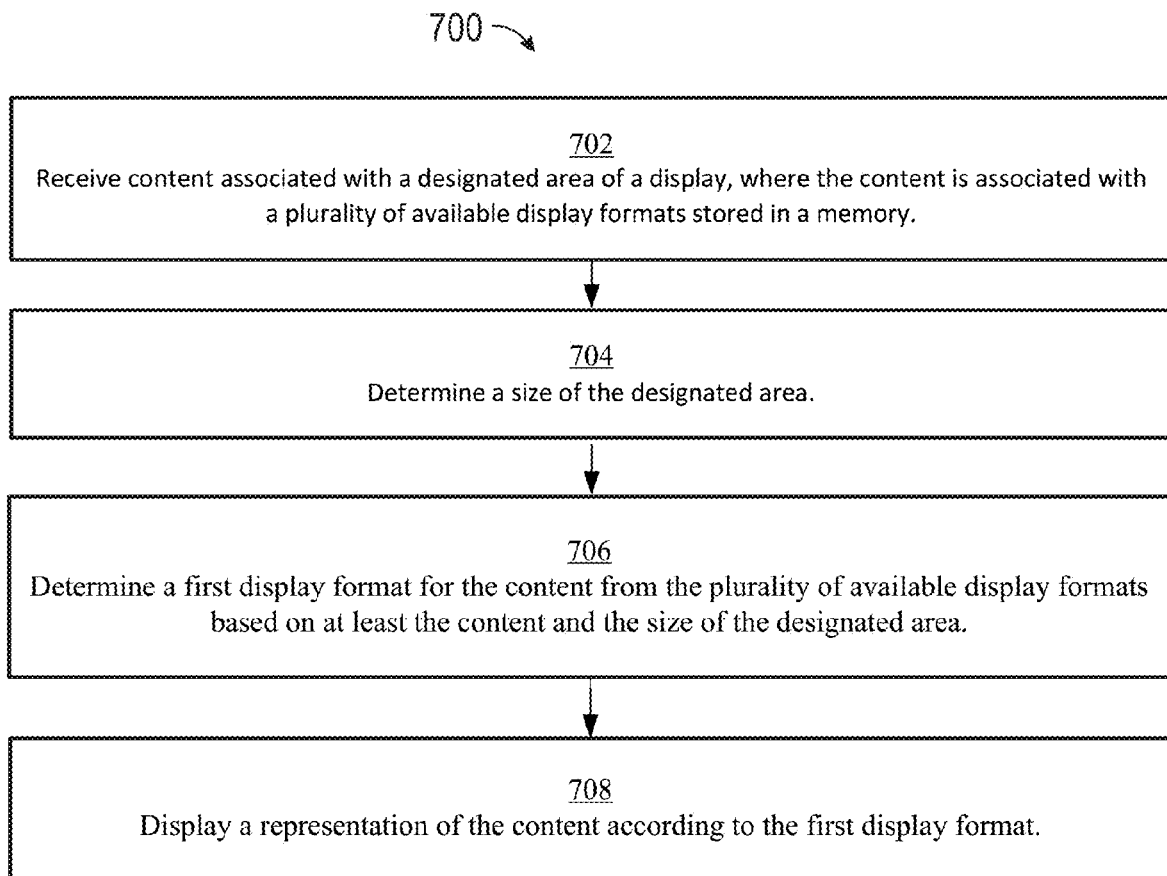 700
702
Receive content associated with a designated area of a display, where the content is associated with
a plurality of available display formats stored in a memory.
704
Determine a size of the designated area.
706
Determine a first display format for the content from the plurality of available display formats
based on at least the content and the size of the designated area.
708
Display a representation of the content according to the first display format.